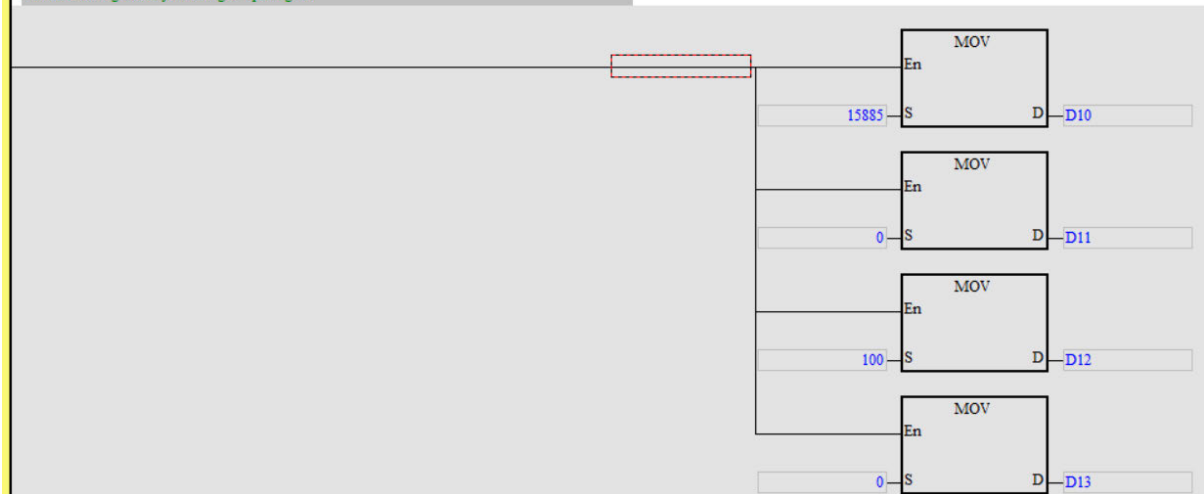 MOV
En
15885 S D D10
MOV
En
0 S D D11
MOV
En
100 S D D12
MOV
En
0 S D D13